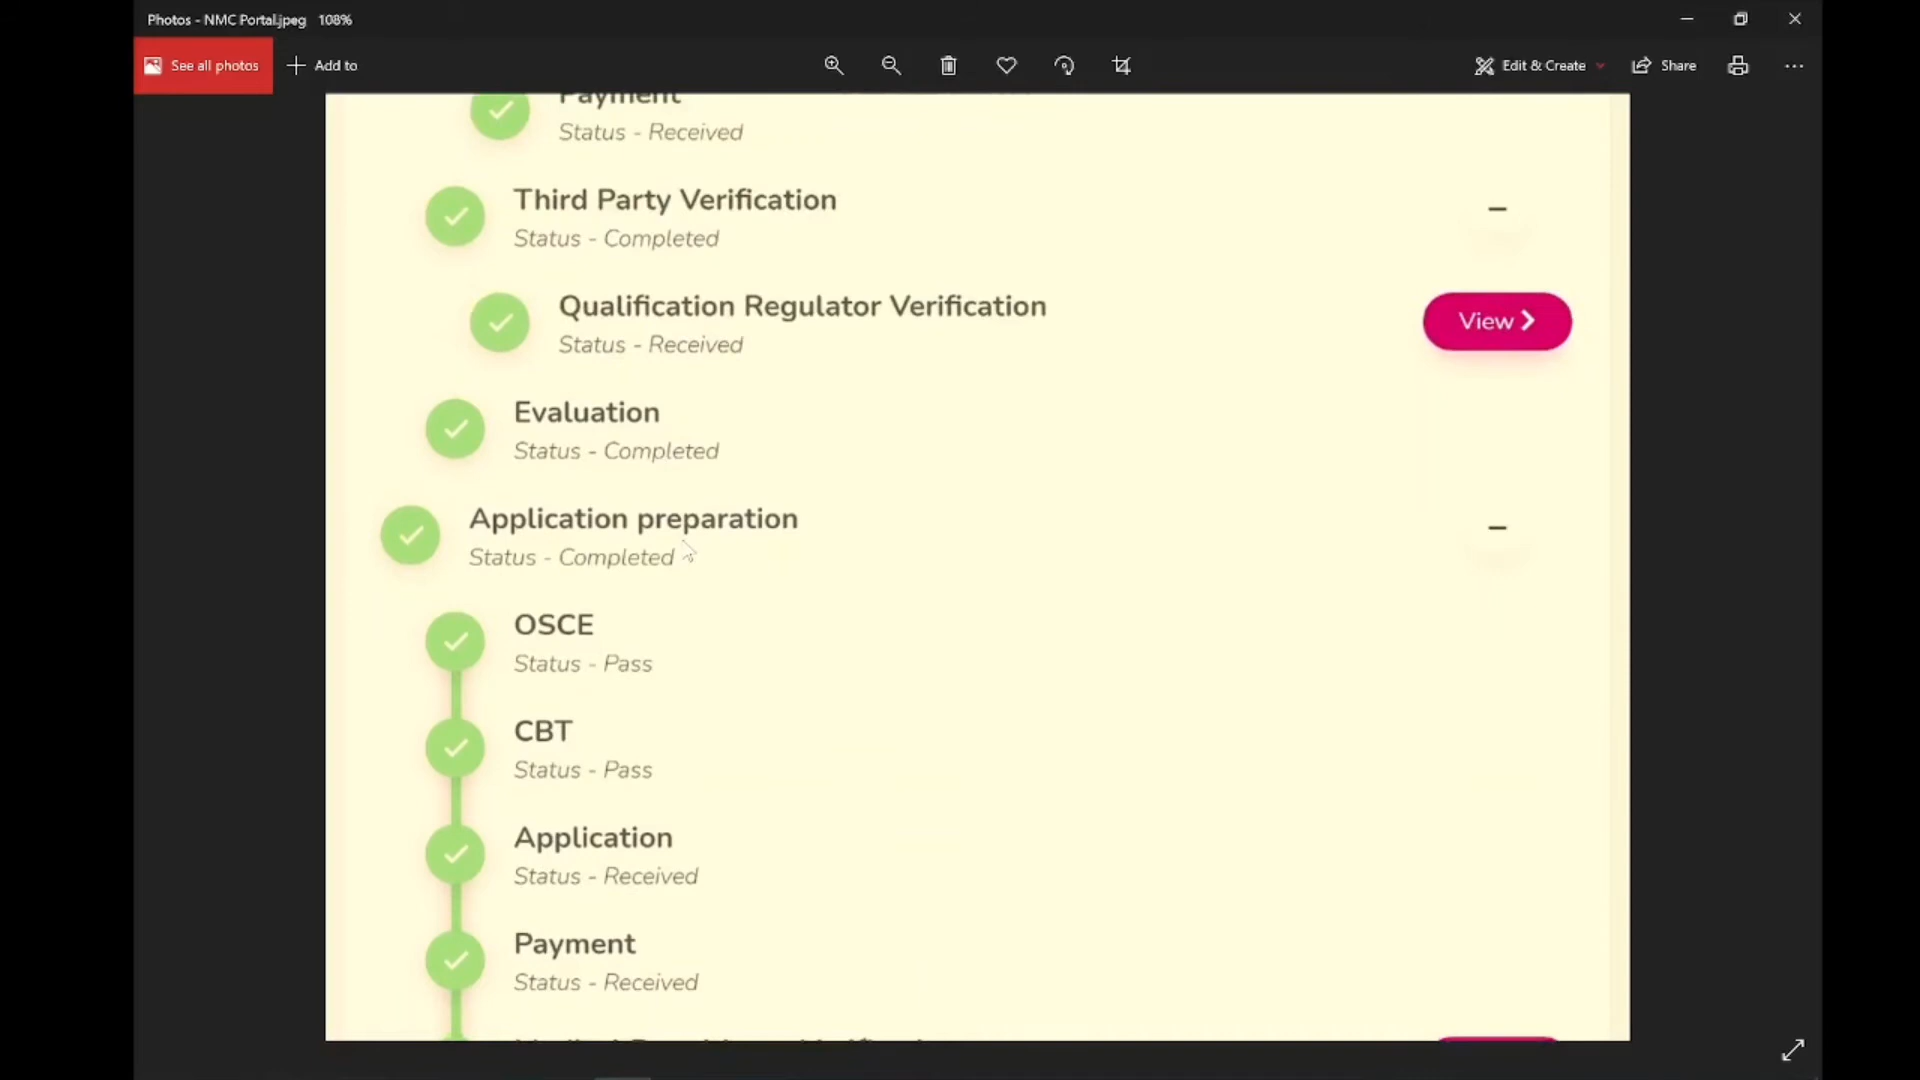 Photos - NMC Portal.jpeg 108%
See all photos
Add to
Edit & Create
Share
Payment
Status - Received
Third Party Verification
Status - Completed
Qualification Regulator Verification
Status - Received
View
Evaluation
Status - Completed
Application preparation
Status - Completed
OSCE
Status - Pass
CBT
Status - Pass
Application
Status - Received
Payment
Status - Received